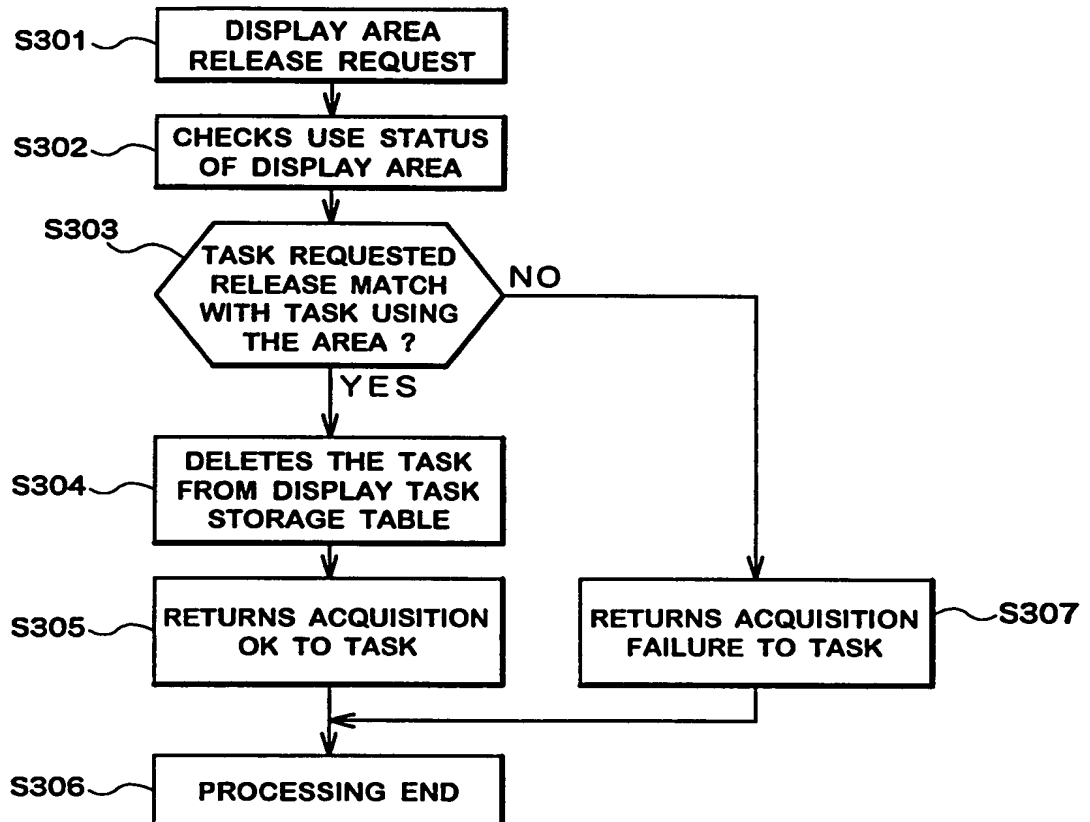 S301
DISPLAY AREA
RELEASE REQUEST
S302
CHECKS USE STATUS
OF DISPLAY AREA
S303
TASK REQUESTED
RELEASE MATCH
WITH TASK USING
THE AREA ?
NO
YES
S304
DELETES THE TASK
FROM DISPLAY TASK
STORAGE TABLE
S305
RETURNS ACQUISITION
OK TO TASK
RETURNS ACQUISITION
FAILURE TO TASK
S307
S306
PROCESSING END